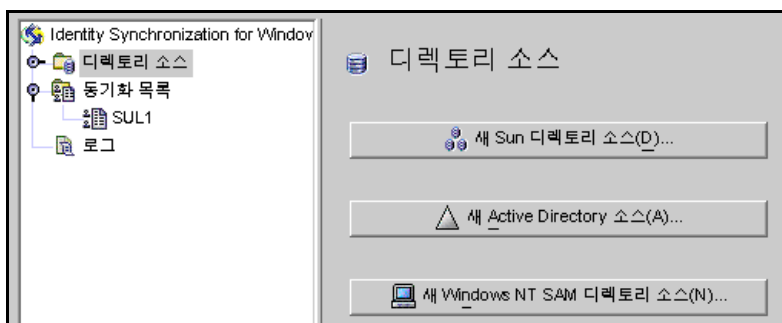 Identity Synchronization for Windov
디렉토리 소스
동기화 목록
SUL1
로그
디렉토리 소스
새 Sun 디렉토리 소스(D)...
새 Active Directory 소스(A)...
새 Windows NT SAM 디렉토리 소스(N)...